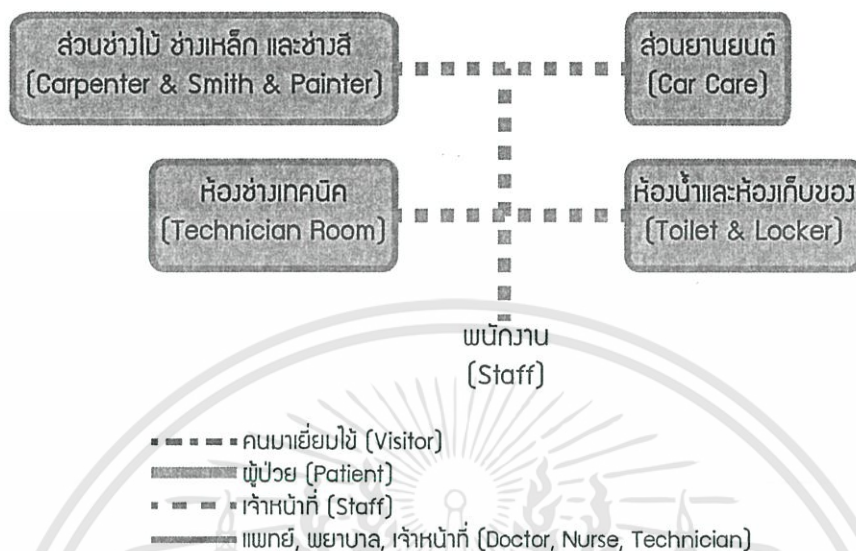 ส่วนช่างไม้ ช่างเหล็ก และช่างสี
(Carpenter & Smith & Painter)
ส่วนยานยนต์
(Car Care)
ห้องช่างเทคนิค
(Technician Room)
ห้องน้ำและห้องเก็บของ
(Toilet & Locker)
พนักงาน
(Staff)
คนมาเยี่ยมไข้ (Visitor)
ผู้ป่วย (Patient)
เจ้าหน้าที่ (Staff)
แพทย์, พยาบาล, เจ้าหน้าที่ (Doctor, Nurse, Technician)